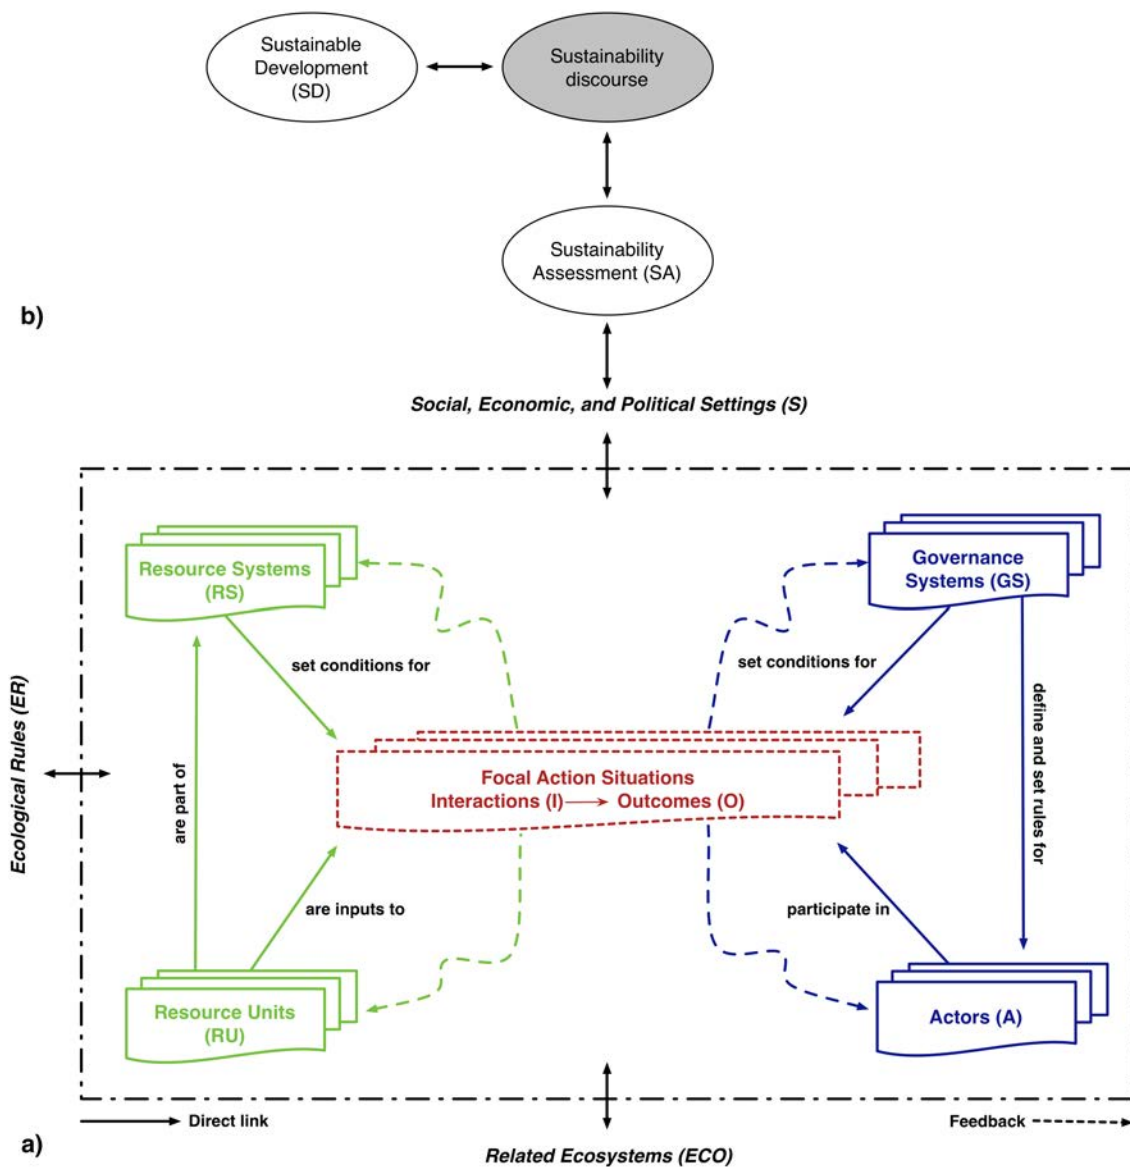 Sustainable
Development
(SD)
Sustainability
discourse
Sustainability
Assessment (SA)
b)
Social, Economic, and Political Settings (S)
Resource Systems
(RS)
Governance
Systems (GS)
set conditions for
set conditions for
Ecological Rules (ER)
are part of
define and set rules for
Focal Action Situations
Interactions (I) → Outcomes (O)
are inputs to
participate in
Resource Units
(RU)
Actors (A)
Direct link
Feedback
a)
Related Ecosystems (ECO)